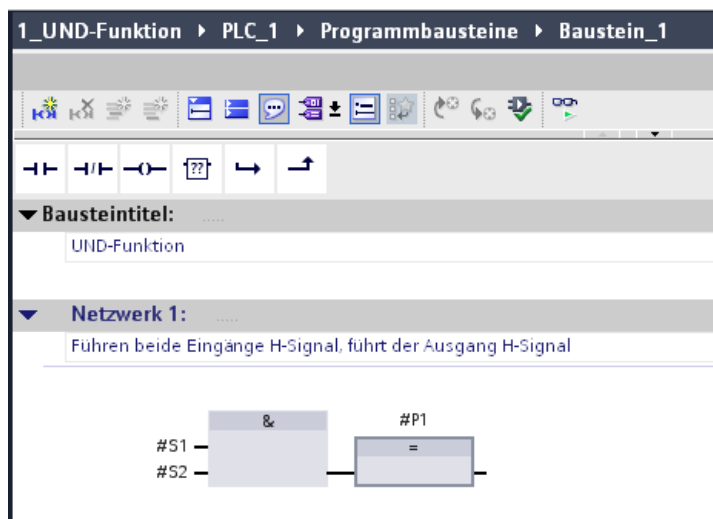 1_UND-Funktion ▸ PLC_1 ▸ Programmbausteine ▸ Baustein_1
??
Bausteintitel: .....
UND-Funktion
Netzwerk 1: .....
Führen beide Eingänge H-Signal, führt der Ausgang H-Signal
& #P1
#S1 =
#S2